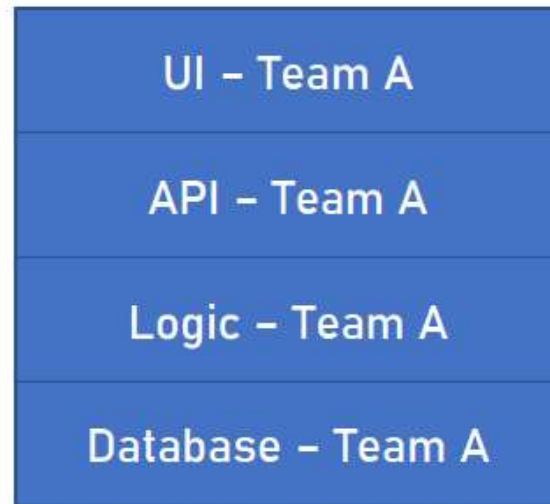 UI – Team A
API – Team A
Logic – Team A
Database – Team A